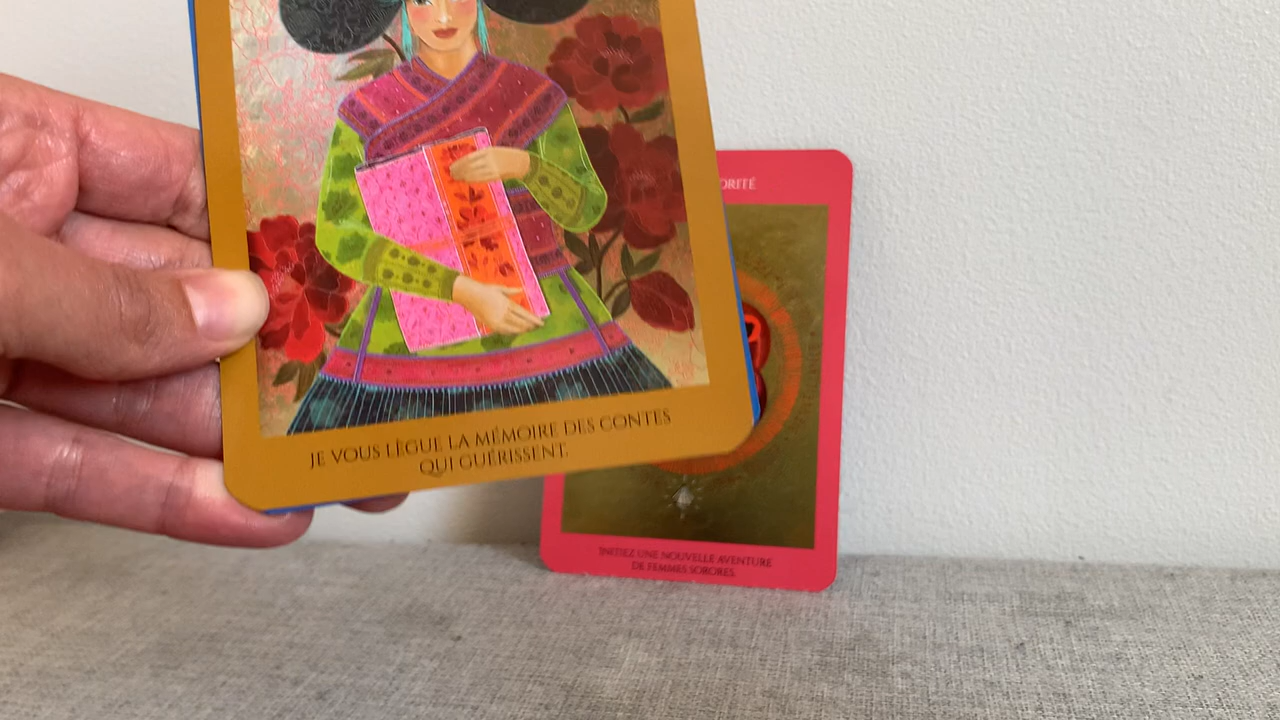 JE VOUS LÈGUE LA MÉMOIRE DES CONTES
QUI GUÉRISSENT.
ORITÉ
INITIEZ UNE NOUVELLE AVENTURE
DE FEMMES SORORES.